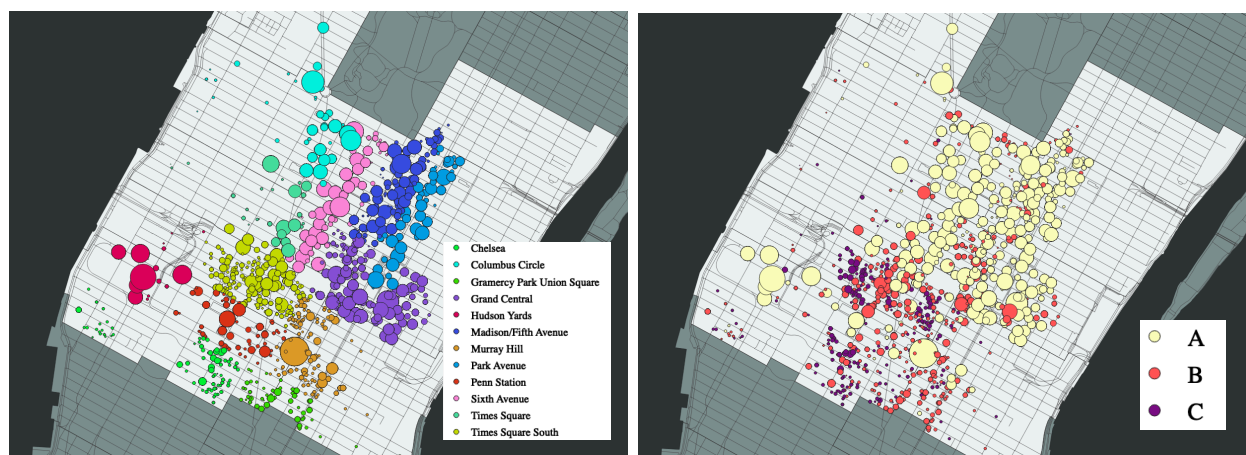 Chelsea
Columbus Circle
Gramercy Park Union Square
Grand Central
Hudson Yards
Madison/Fifth Avenue
Murray Hill
Park Avenue
Penn Station
Sixth Avenue
Times Square
Times Square South
A
B
C